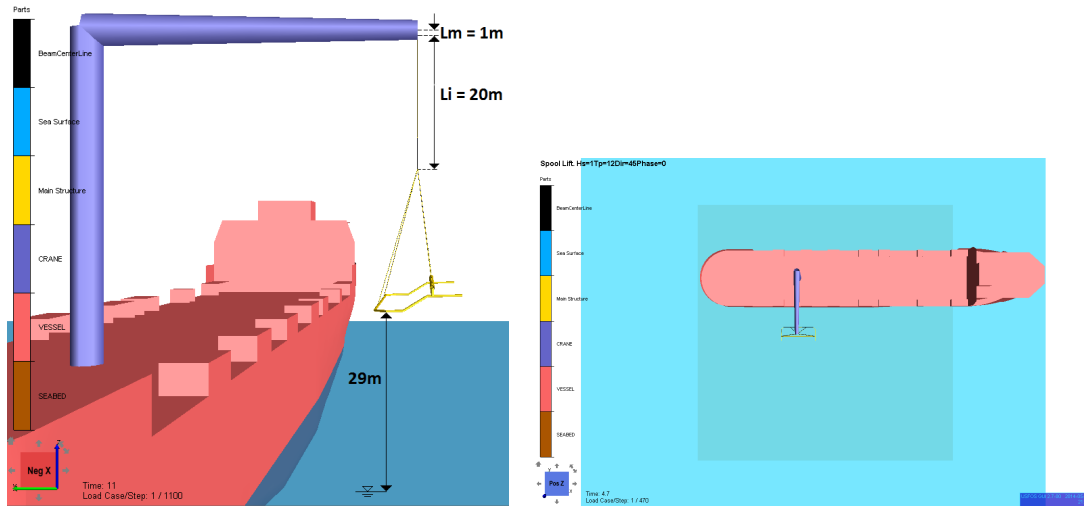 Parts
BeamCenterLine
Sea Surface
Main Structure
CRANE
VESSEL
SEABED
Lm = 1m
Li = 20m
29m
Neg X
Z
Y
Time: 11
Load Case/Step: 1 / 1100
Spool Lift. Hs=1Tp=12Dir=45Phase=0
Parts
BeamCenterLine
Sea Surface
Main Structure
CRANE
VESSEL
SEABED
Pos Z
Time: 4.7
Load Case/Step: 1 / 470